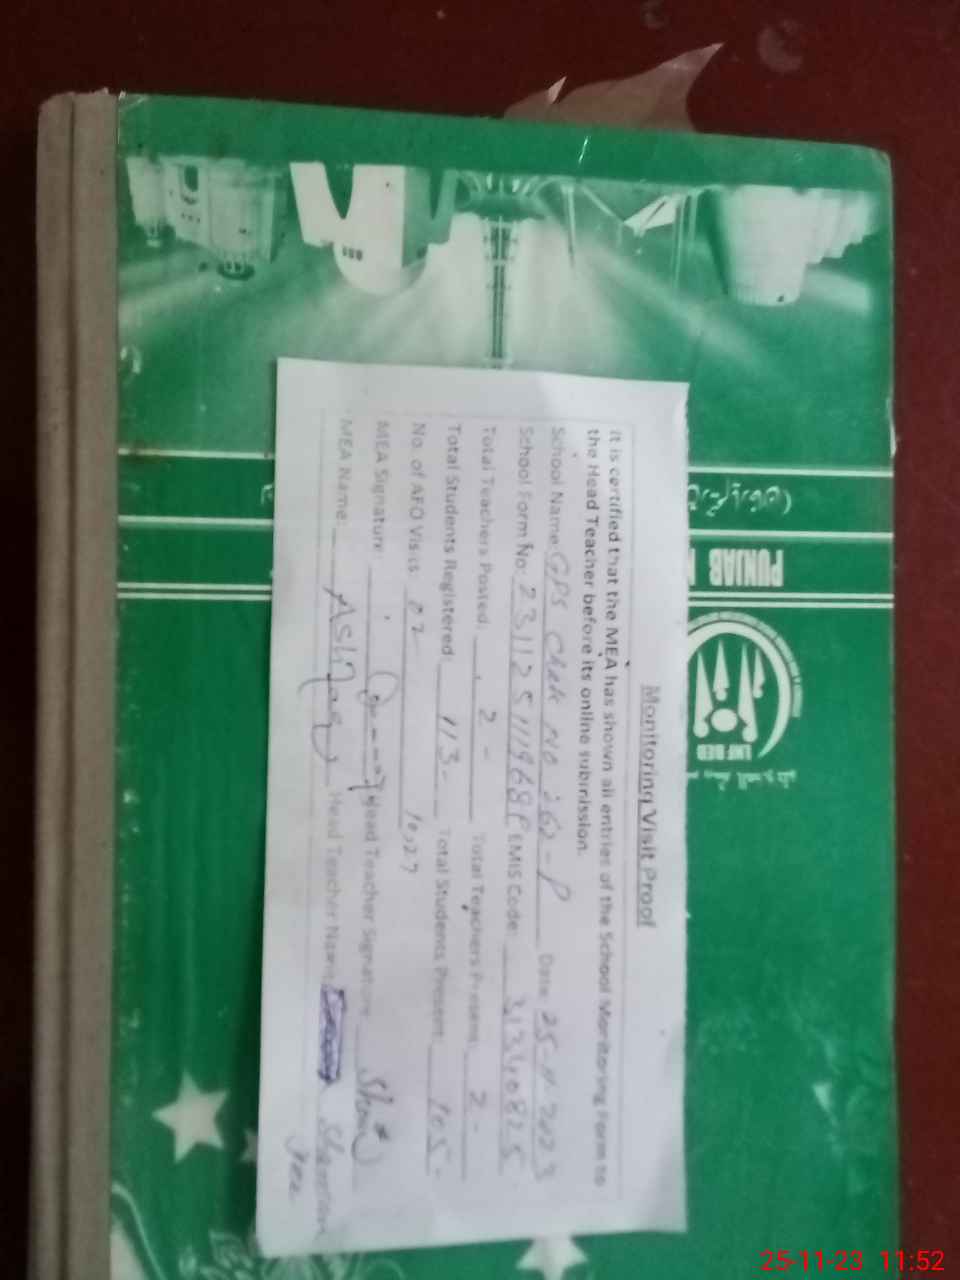 Monitoring Visit Proof
It is certified that the MEA has shown all entries of the School Monitoring Form to
the Head Teacher before its online submission.
School Name: GPS Chak No 262-P Date: 25-11-2023
School Form No: EMIS Code: 31340825
Total Teachers Posted: 2- Total Teachers Present: 2-
Total Students Registered: 113- Total Students Present: 105-
No. of AEO Visits: 02 10,27
MEA Signature: Head Teacher Signature:
MEA Name: Ashfaq Head Teacher Name:
PUNJAB
LNFBED
25-11-23 11:52